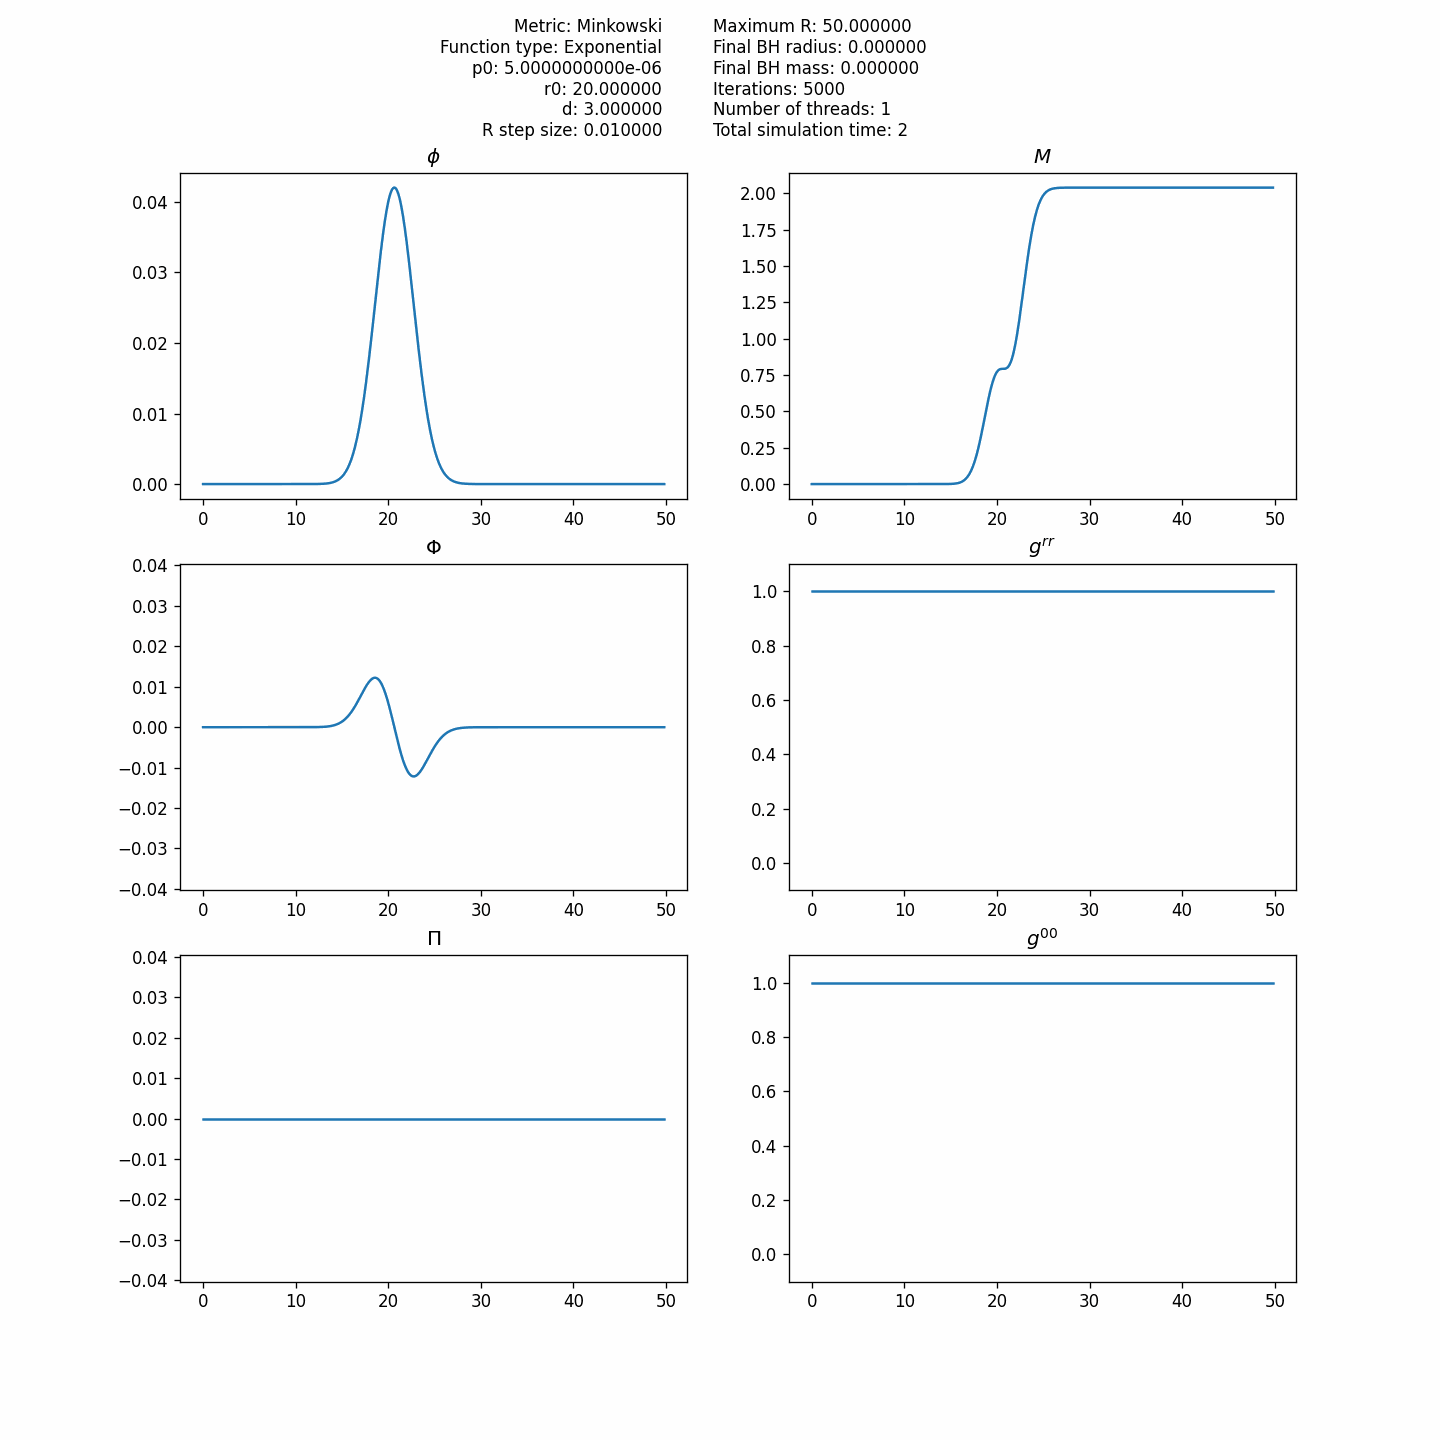 Metric: Minkowski
Function type: Exponential
p0: 5.0000000000e-06
r0: 20.000000
d: 3.000000
R step size: 0.010000
Maximum R: 50.000000
Final BH radius: 0.000000
Final BH mass: 0.000000
Iterations: 5000
Number of threads: 1
Total simulation time: 2
ϕ
0.04
0.03
0.02
0.01
0.00
0 10 20 30 40 50
M
2.00
1.75
1.50
1.25
1.00
0.75
0.50
0.25
0.00
0 10 20 30 40 50
Φ
0.04
0.03
0.02
0.01
0.00
−0.01
−0.02
−0.03
−0.04
0 10 20 30 40 50
g^{rr}
1.0
0.8
0.6
0.4
0.2
0.0
0 10 20 30 40 50
Π
0.04
0.03
0.02
0.01
0.00
−0.01
−0.02
−0.03
−0.04
0 10 20 30 40 50
g^{00}
1.0
0.8
0.6
0.4
0.2
0.0
0 10 20 30 40 50